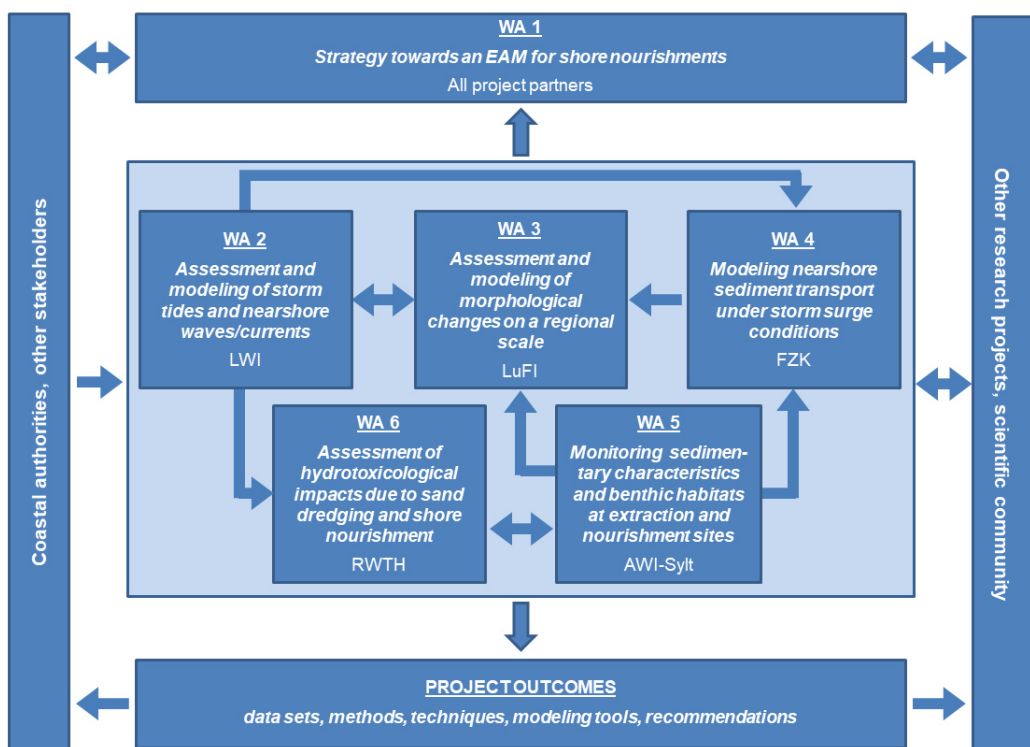 WA 1
Strategy towards an EAM for shore nourishments
All project partners
Coastal authorities, other stakeholders
Other research projects, scientific community
WA 2
Assessment and
modeling of storm
tides and nearshore
waves/currents
LWI
WA 3
Assessment and
modeling of
morphological
changes on a regional
scale
LuFI
WA 4
Modeling nearshore
sediment transport
under storm surge
conditions
FZK
WA 6
Assessment of
hydrotoxicological
impacts due to sand
dredging and shore
nourishment
RWTH
WA 5
Monitoring sedimen-
tary characteristics
and benthic habitats
at extraction and
nourishment sites
AWI-Sylt
PROJECT OUTCOMES
data sets, methods, techniques, modeling tools, recommendations